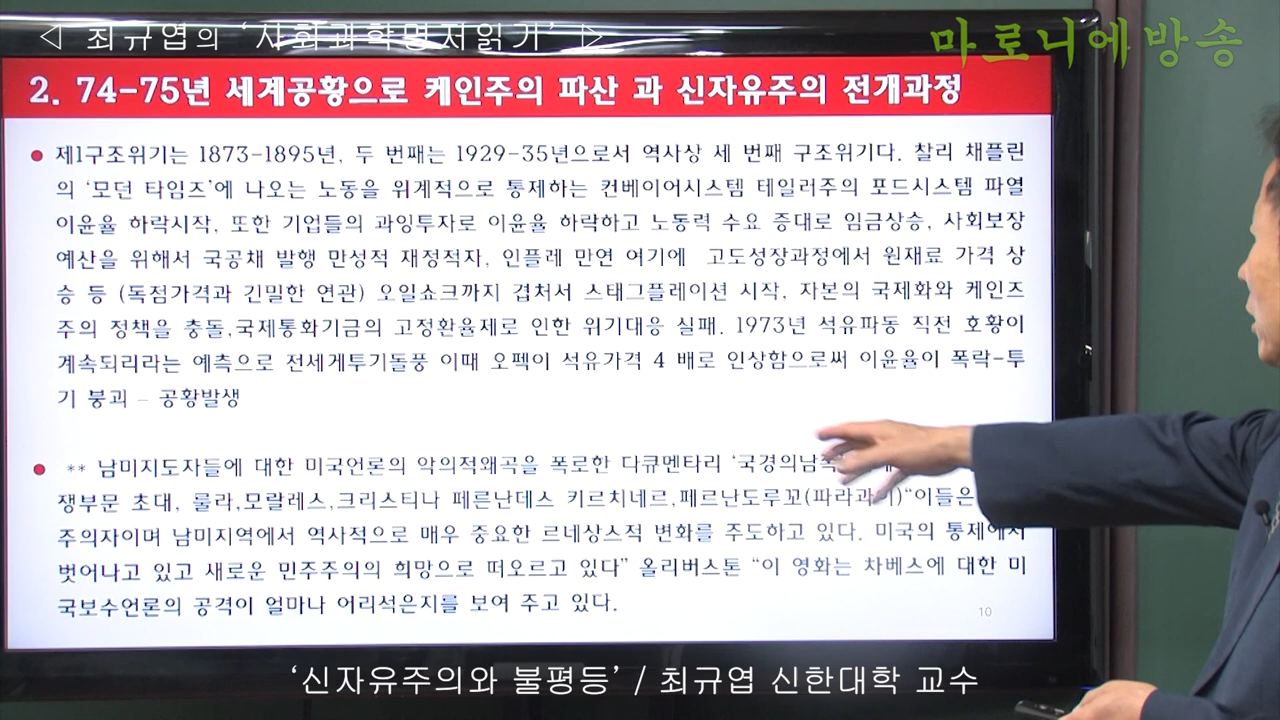 ◁ 최규엽의 ‘사회과학명저읽기’ ▷
마로니에방송
2. 74-75년 세계공황으로 케인주의 파산 과 신자유주의 전개과정
● 제1구조위기는 1873-1895년, 두 번째는 1929-35년으로서 역사상 세 번째 구조위기다. 찰리 채플린
의 ‘모던 타임즈’에 나오는 노동을 위계적으로 통제하는 컨베이어시스템 테일러주의 포드시스템 파열
이윤율 하락시작, 또한 기업들의 과잉투자로 이윤율 하락하고 노동력 수요 증대로 임금상승, 사회보장
예산을 위해서 국공채 발행 만성적 재정적자, 인플레 만연 여기에 고도성장과정에서 원재료 가격 상
승 등 (독점가격과 긴밀한 연관) 오일쇼크까지 겹처서 스태그플레이션 시작, 자본의 국제화와 케인즈
주의 정책을 충돌,국제통화기금의 고정환율제로 인한 위기대응 실패. 1973년 석유파동 직전 호황이
계속되리라는 예측으로 전세게투기돌풍 이때 오펙이 석유가격 4 배로 인상함으로써 이윤율이 폭락-투
기 붕괴 – 공황발생
● ** 남미지도자들에 대한 미국언론의 악의적왜곡을 폭로한 다큐멘타리 ‘국경의남쪽’
쟁부문 초대, 룰라,모랄레스,크리스티나 페른난데스 키르치네르,페르난도루꼬(파라과이)“이들은
주의자이며 남미지역에서 역사적으로 매우 중요한 르네상스적 변화를 주도하고 있다. 미국의 통제에서
벗어나고 있고 새로운 민주주의의 희망으로 떠오르고 있다” 올리버스톤 “이 영화는 차베스에 대한 미
국보수언론의 공격이 얼마나 어리석은지를 보여 주고 있다.
10
‘신자유주의와 불평등’ / 최규엽 신한대학 교수